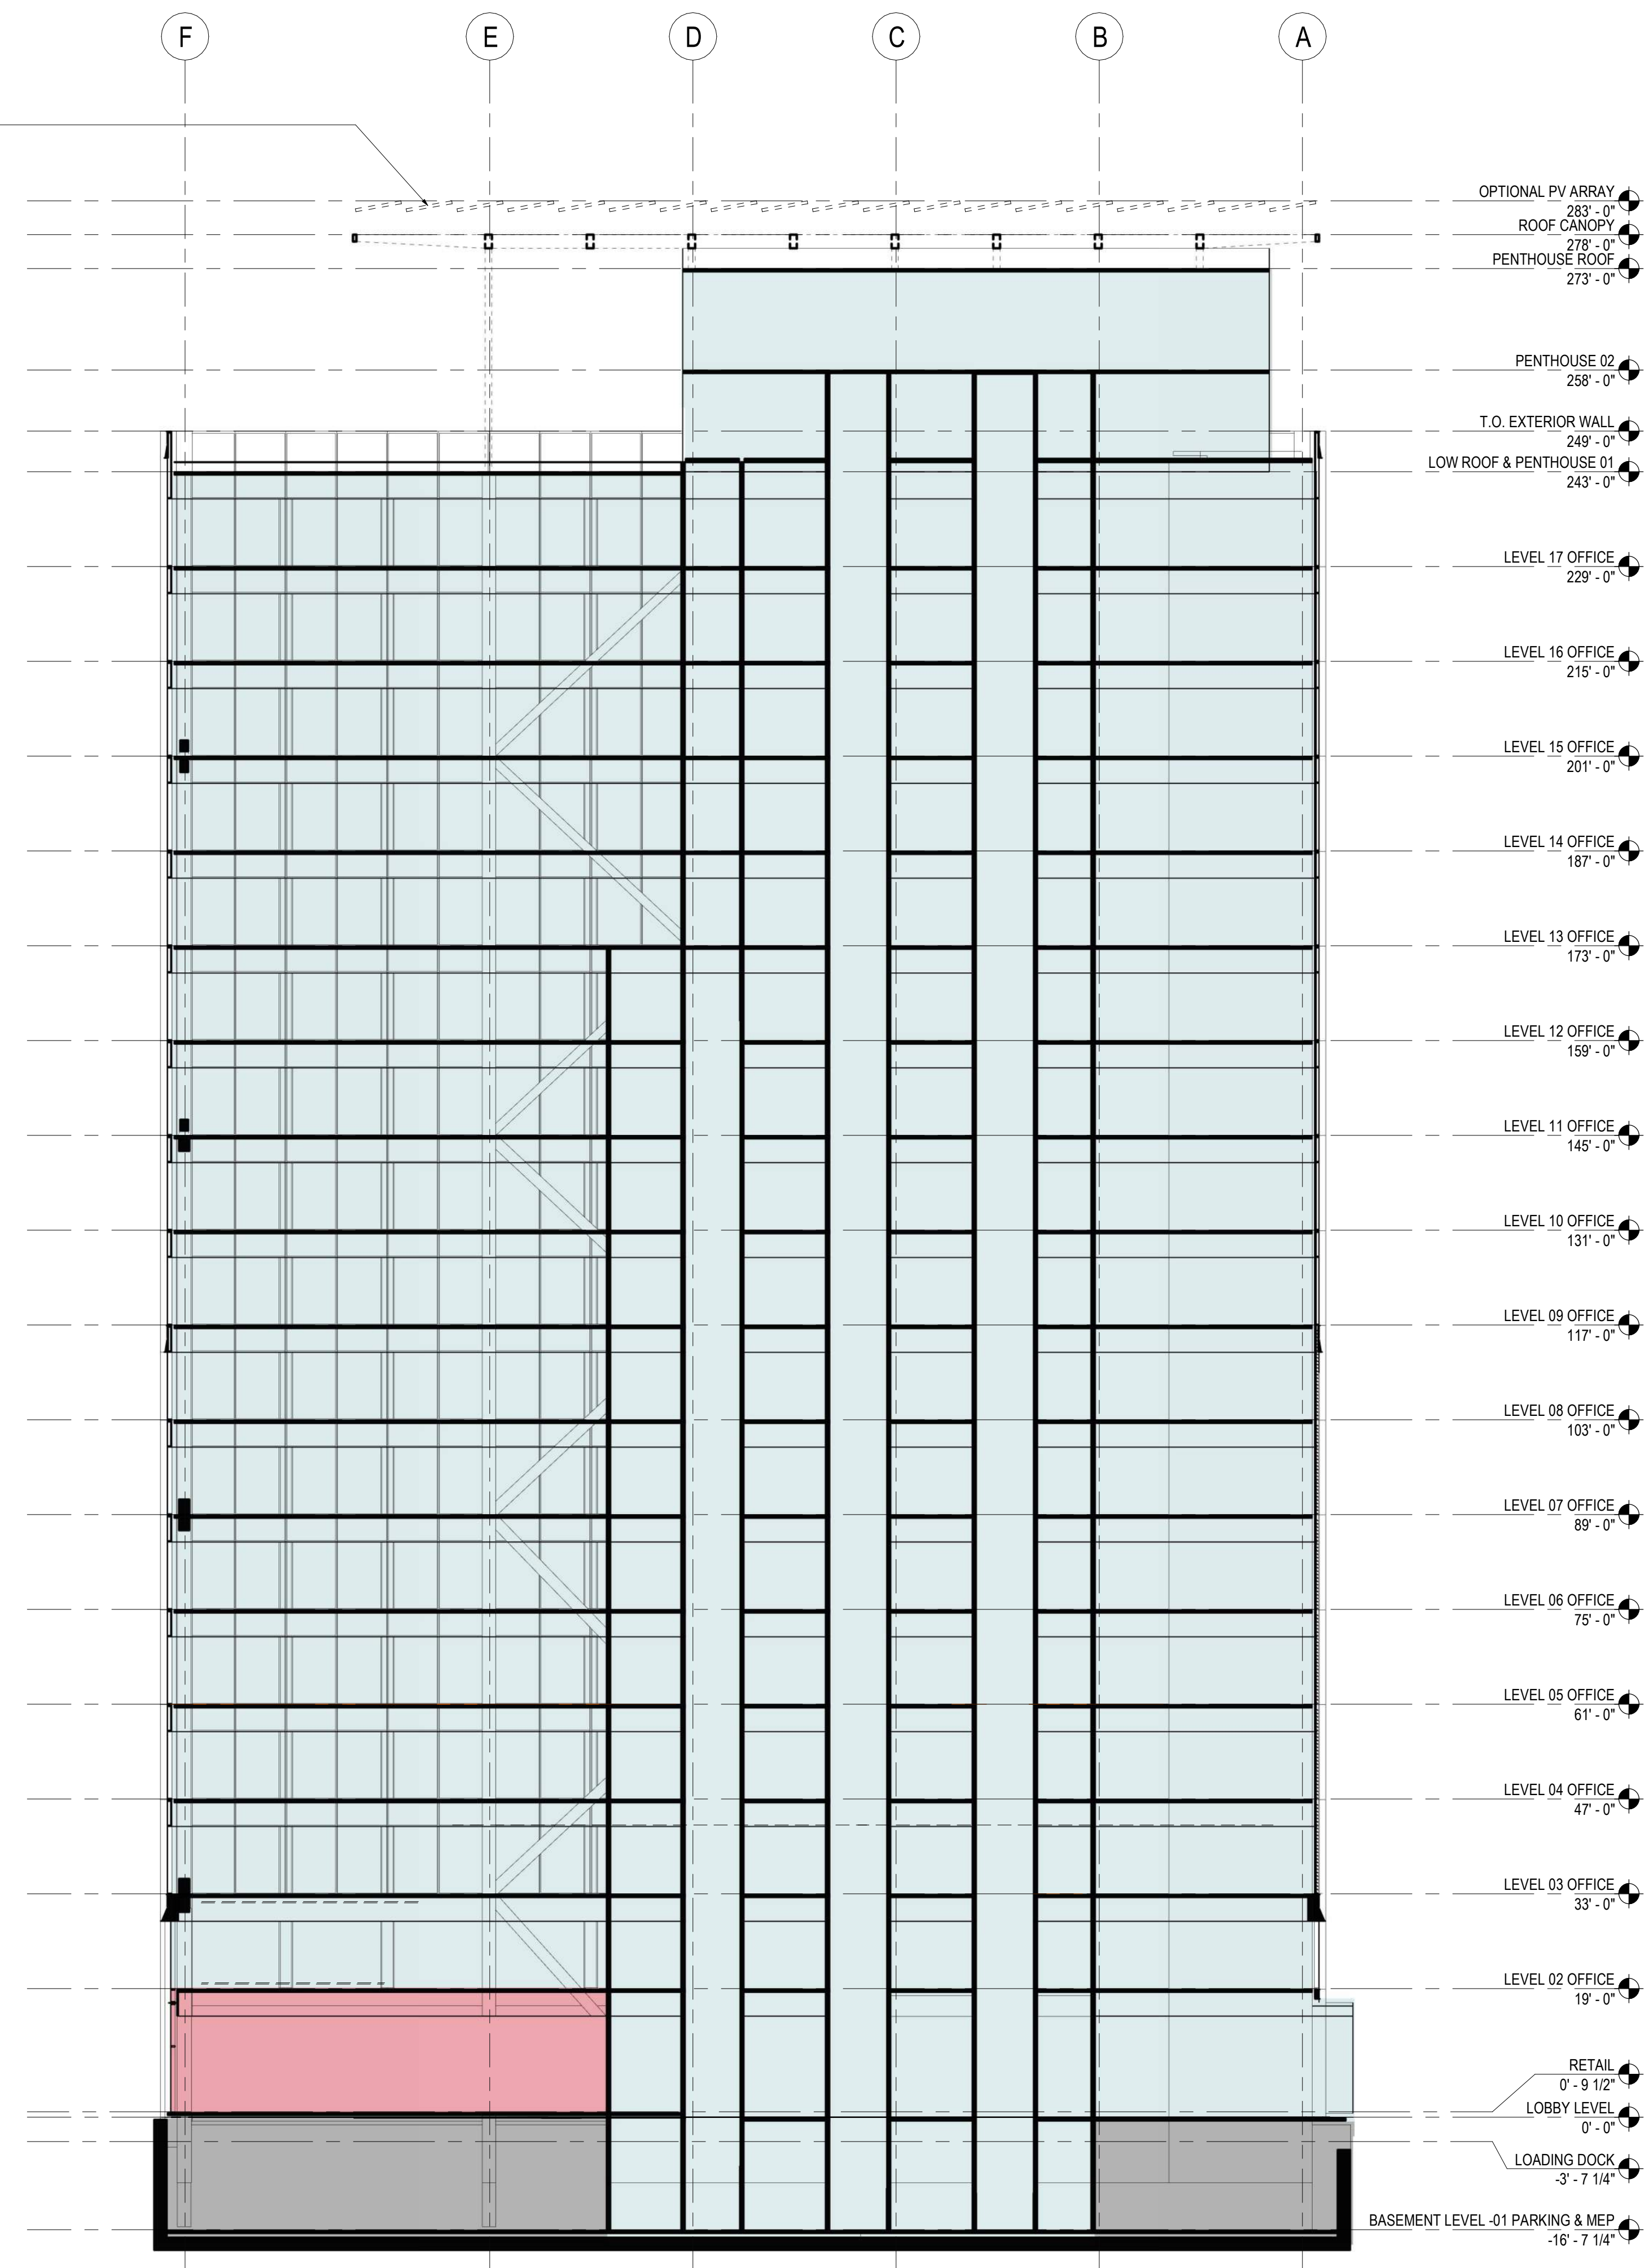 F
E
D
C
B
A
OPTIONAL PV ARRAY
283' - 0"
ROOF CANOPY
278' - 0"
PENTHOUSE ROOF
273' - 0"
PENTHOUSE 02
258' - 0"
T.O. EXTERIOR WALL
249' - 0"
LOW ROOF & PENTHOUSE 01
243' - 0"
LEVEL 17 OFFICE
229' - 0"
LEVEL 16 OFFICE
215' - 0"
LEVEL 15 OFFICE
201' - 0"
LEVEL 14 OFFICE
187' - 0"
LEVEL 13 OFFICE
173' - 0"
LEVEL 12 OFFICE
159' - 0"
LEVEL 11 OFFICE
145' - 0"
LEVEL 10 OFFICE
131' - 0"
LEVEL 09 OFFICE
117' - 0"
LEVEL 08 OFFICE
103' - 0"
LEVEL 07 OFFICE
89' - 0"
LEVEL 06 OFFICE
75' - 0"
LEVEL 05 OFFICE
61' - 0"
LEVEL 04 OFFICE
47' - 0"
LEVEL 03 OFFICE
33' - 0"
LEVEL 02 OFFICE
19' - 0"
RETAIL
0' - 9 1/2"
LOBBY LEVEL
0' - 0"
LOADING DOCK
-3' - 7 1/4"
BASEMENT LEVEL -01 PARKING & MEP
-16' - 7 1/4"